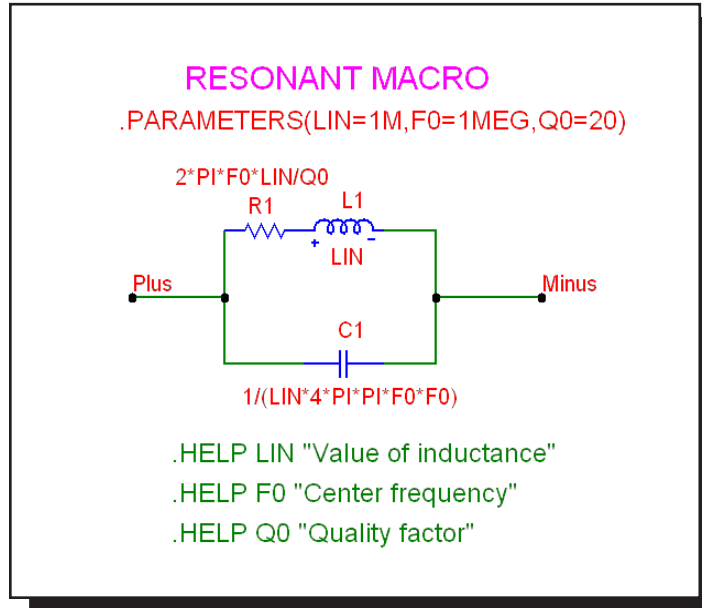 RESONANT MACRO
.PARAMETERS(LIN=1M,F0=1MEG,Q0=20)
2*PI*F0*LIN/Q0
R1
L1
+
-
LIN
Plus
Minus
C1
1/(LIN*4*PI*PI*F0*F0)
.HELP LIN "Value of inductance"
.HELP F0 "Center frequency"
.HELP Q0 "Quality factor"